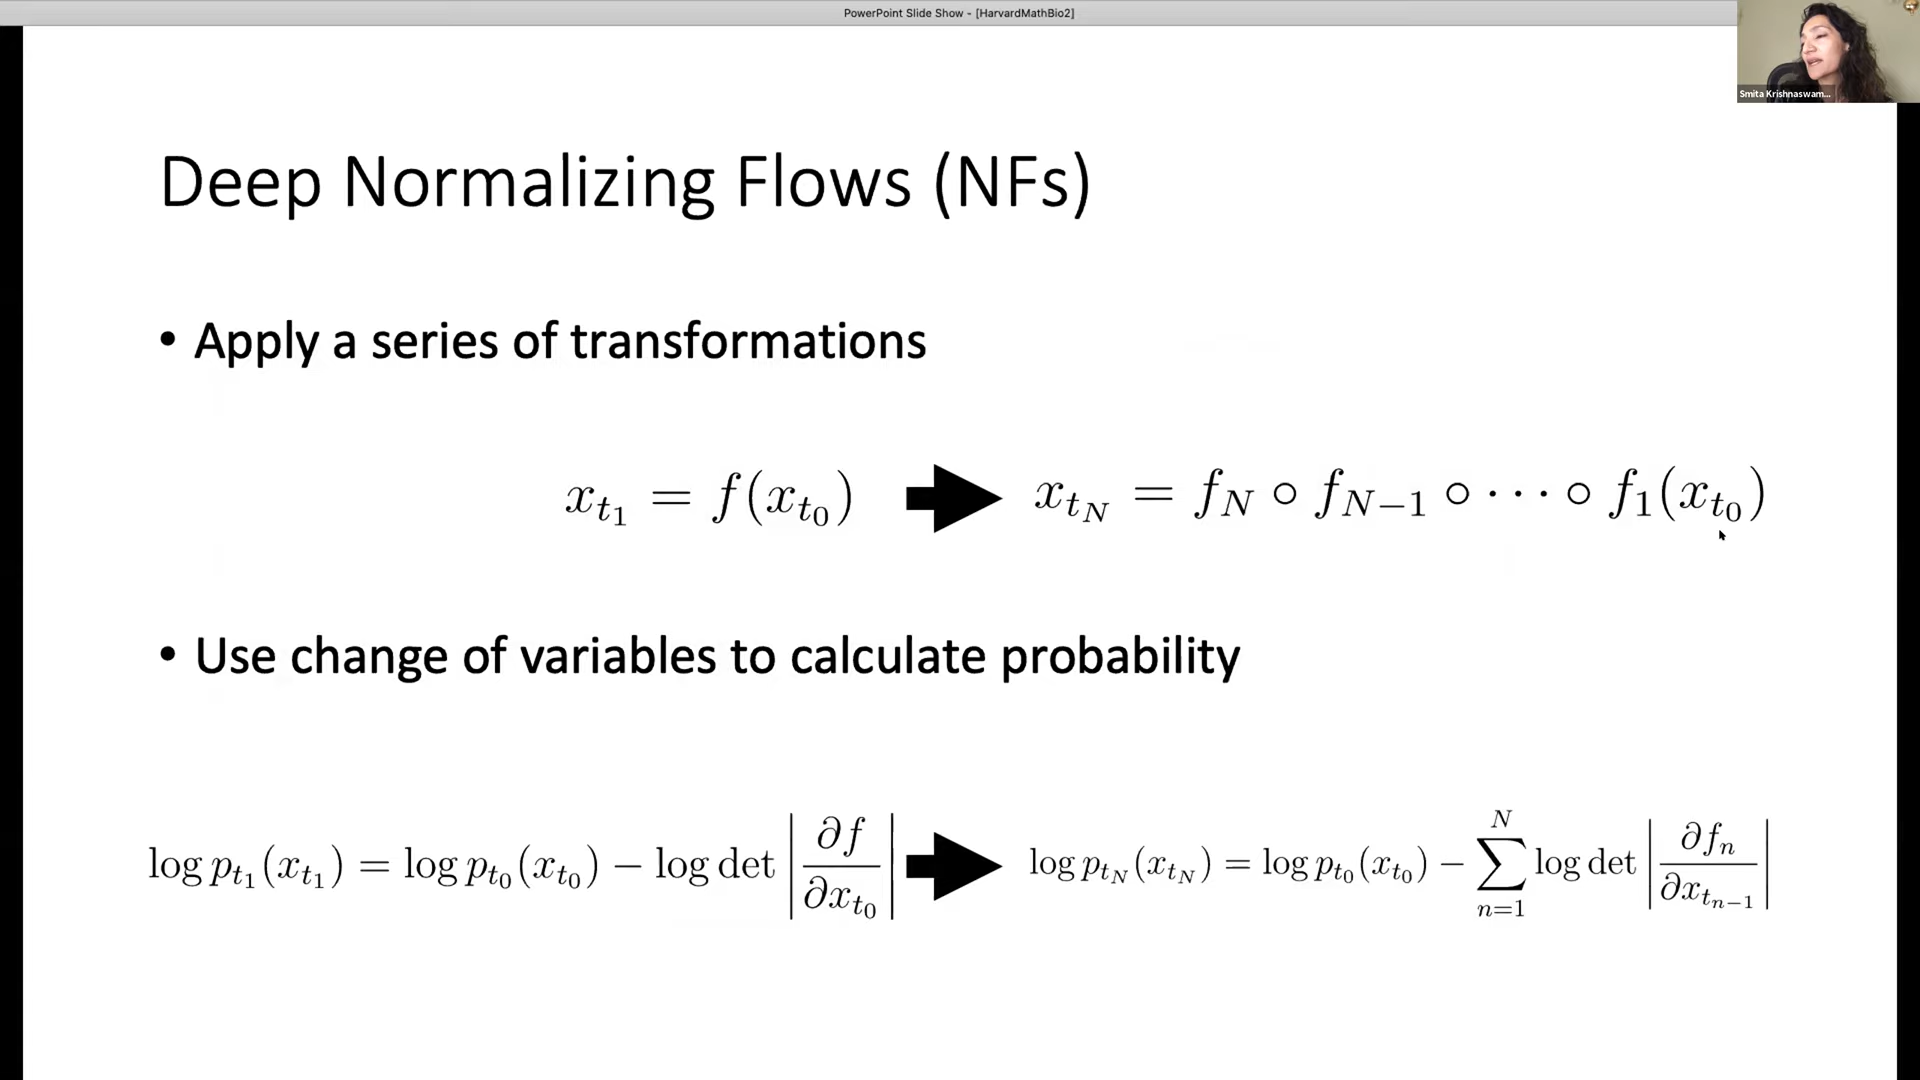 PowerPoint Slide Show - [HarvardMathBio2]
Smita Krishnaswam...
Deep Normalizing Flows (NFs)
• Apply a series of transformations
x_{t_1} = f(x_{t_0}) ➡ x_{t_N} = f_N ∘ f_{N−1} ∘ ⋯ ∘ f_1(x_{t_0})
• Use change of variables to calculate probability
log p_{t_1}(x_{t_1}) = log p_{t_0}(x_{t_0}) − log det |∂f/∂x_{t_0}| ➡ log p_{t_N}(x_{t_N}) = log p_{t_0}(x_{t_0}) − ∑_{n=1}^{N} log det |∂f_n/∂x_{t_{n−1}}|